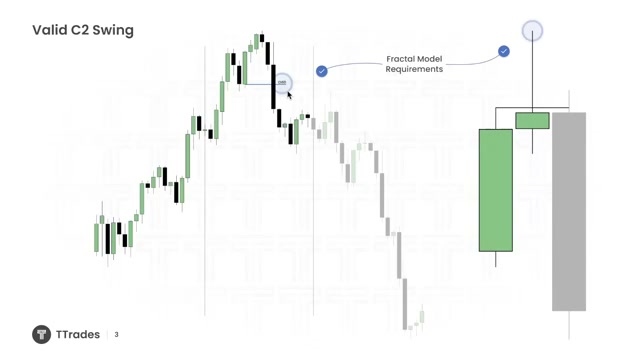 Valid C2 Swing
Fractal Model
Requirements
TTrades
3